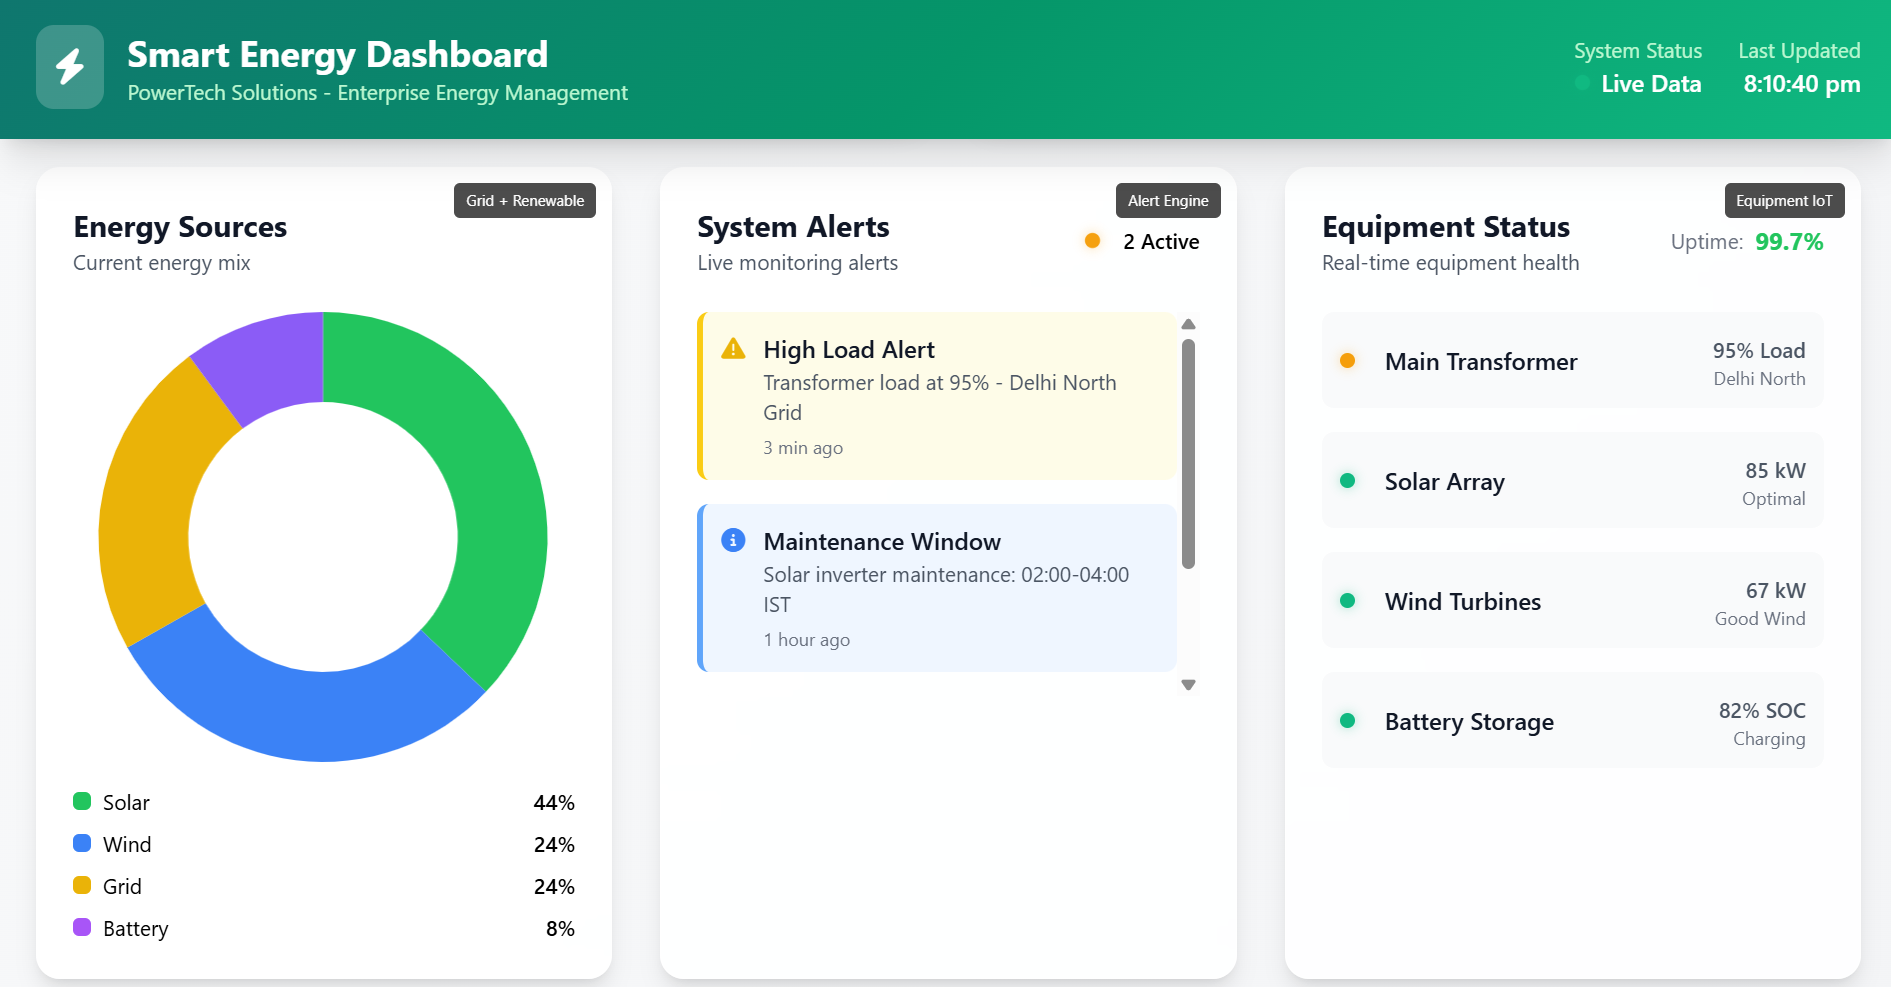 Smart Energy Dashboard
PowerTech Solutions - Enterprise Energy Management
System Status
Live Data
Last Updated
8:10:40 pm
Grid + Renewable
Energy Sources
Current energy mix
Solar 44%
Wind 24%
Grid 24%
Battery 8%
Alert Engine
System Alerts
2 Active
Live monitoring alerts
High Load Alert
Transformer load at 95% - Delhi North
Grid
3 min ago
Maintenance Window
Solar inverter maintenance: 02:00-04:00
IST
1 hour ago
Equipment IoT
Equipment Status
Uptime: 99.7%
Real-time equipment health
Main Transformer
95% Load
Delhi North
Solar Array
85 kW
Optimal
Wind Turbines
67 kW
Good Wind
Battery Storage
82% SOC
Charging